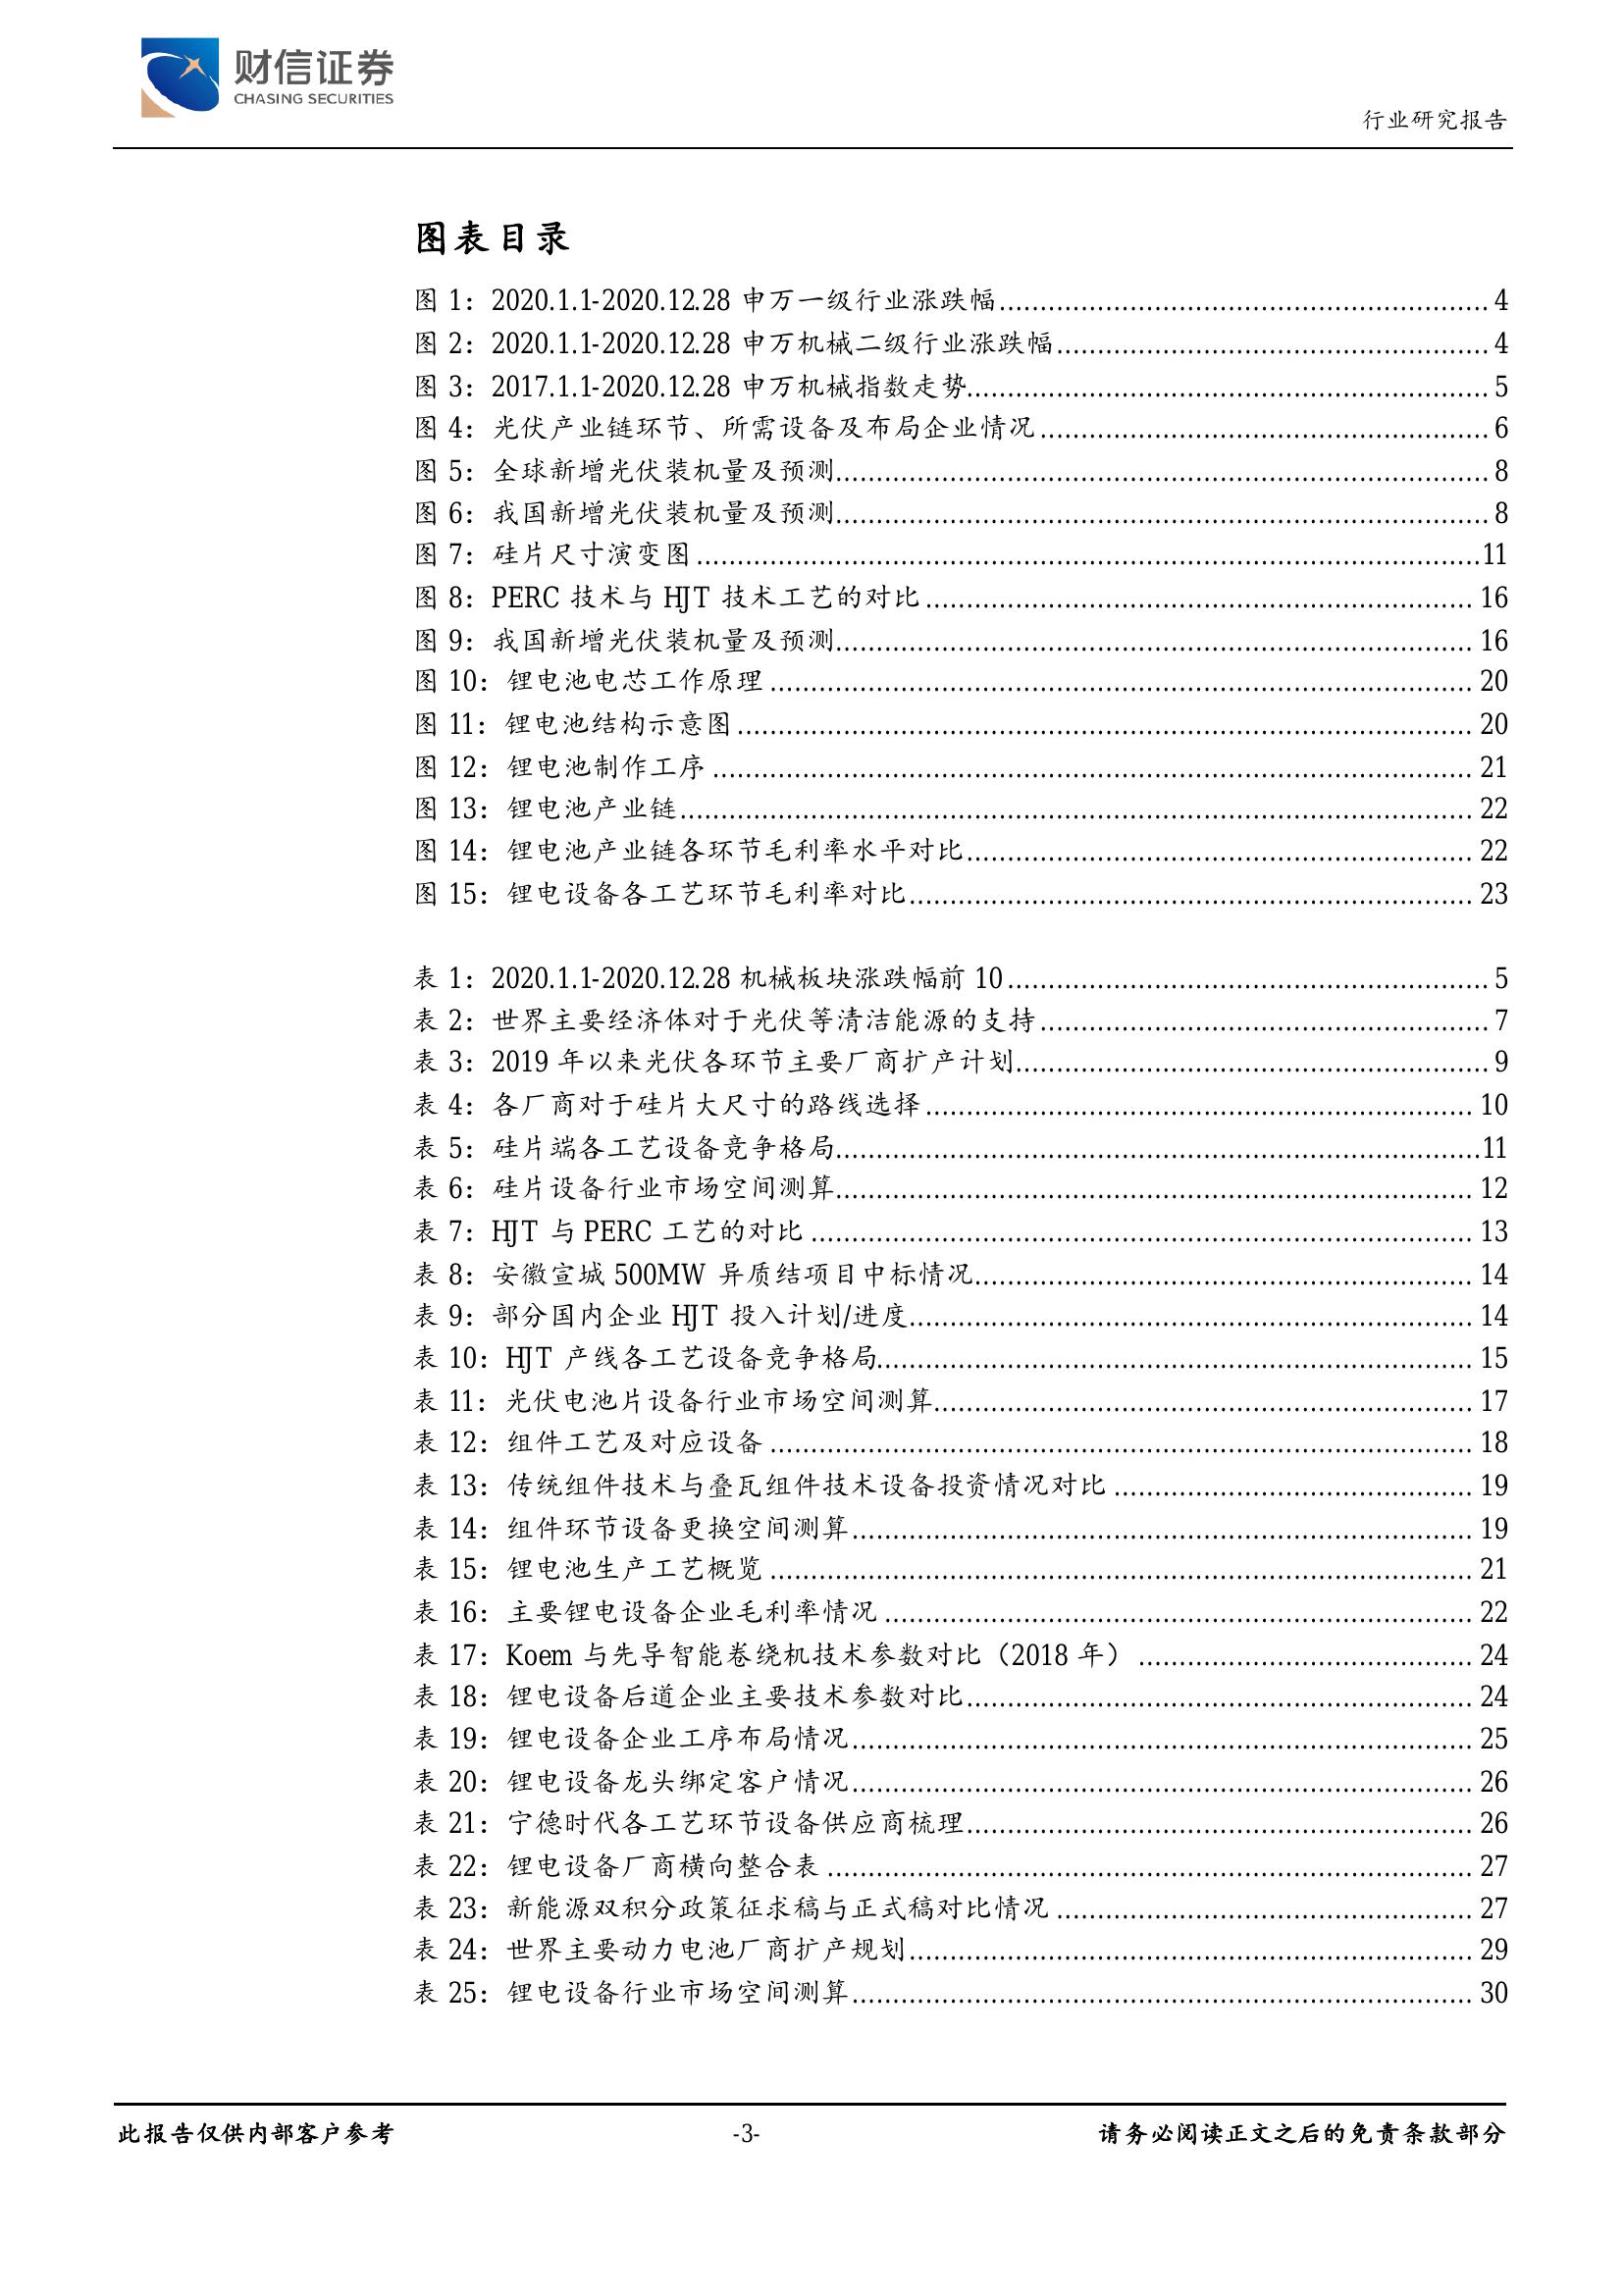 财信证券
CHASING SECURITIES
行业研究报告
图表目录
图 1：2020.1.1-2020.12.28 申万一级行业涨跌幅 4
图 2：2020.1.1-2020.12.28 申万机械二级行业涨跌幅 4
图 3：2017.1.1-2020.12.28 申万机械指数走势 5
图 4：光伏产业链环节、所需设备及布局企业情况 6
图 5：全球新增光伏装机量及预测 8
图 6：我国新增光伏装机量及预测 8
图 7：硅片尺寸演变图 11
图 8：PERC 技术与 HJT 技术工艺的对比 16
图 9：我国新增光伏装机量及预测 16
图 10：锂电池电芯工作原理 20
图 11：锂电池结构示意图 20
图 12：锂电池制作工序 21
图 13：锂电池产业链 22
图 14：锂电池产业链各环节毛利率水平对比 22
图 15：锂电设备各工艺环节毛利率对比 23
表 1：2020.1.1-2020.12.28 机械板块涨跌幅前 10 5
表 2：世界主要经济体对于光伏等清洁能源的支持 7
表 3：2019 年以来光伏各环节主要厂商扩产计划 9
表 4：各厂商对于硅片大尺寸的路线选择 10
表 5：硅片端各工艺设备竞争格局 11
表 6：硅片设备行业市场空间测算 12
表 7：HJT 与 PERC 工艺的对比 13
表 8：安徽宣城 500MW 异质结项目中标情况 14
表 9：部分国内企业 HJT 投入计划/进度 14
表 10：HJT 产线各工艺设备竞争格局 15
表 11：光伏电池片设备行业市场空间测算 17
表 12：组件工艺及对应设备 18
表 13：传统组件技术与叠瓦组件技术设备投资情况对比 19
表 14：组件环节设备更换空间测算 19
表 15：锂电池生产工艺概览 21
表 16：主要锂电设备企业毛利率情况 22
表 17：Koem 与先导智能卷绕机技术参数对比（2018 年） 24
表 18：锂电设备后道企业主要技术参数对比 24
表 19：锂电设备企业工序布局情况 25
表 20：锂电设备龙头绑定客户情况 26
表 21：宁德时代各工艺环节设备供应商梳理 26
表 22：锂电设备厂商横向整合表 27
表 23：新能源双积分政策征求稿与正式稿对比情况 27
表 24：世界主要动力电池厂商扩产规划 29
表 25：锂电设备行业市场空间测算 30
此报告仅供内部客户参考 -3- 请务必阅读正文之后的免责条款部分